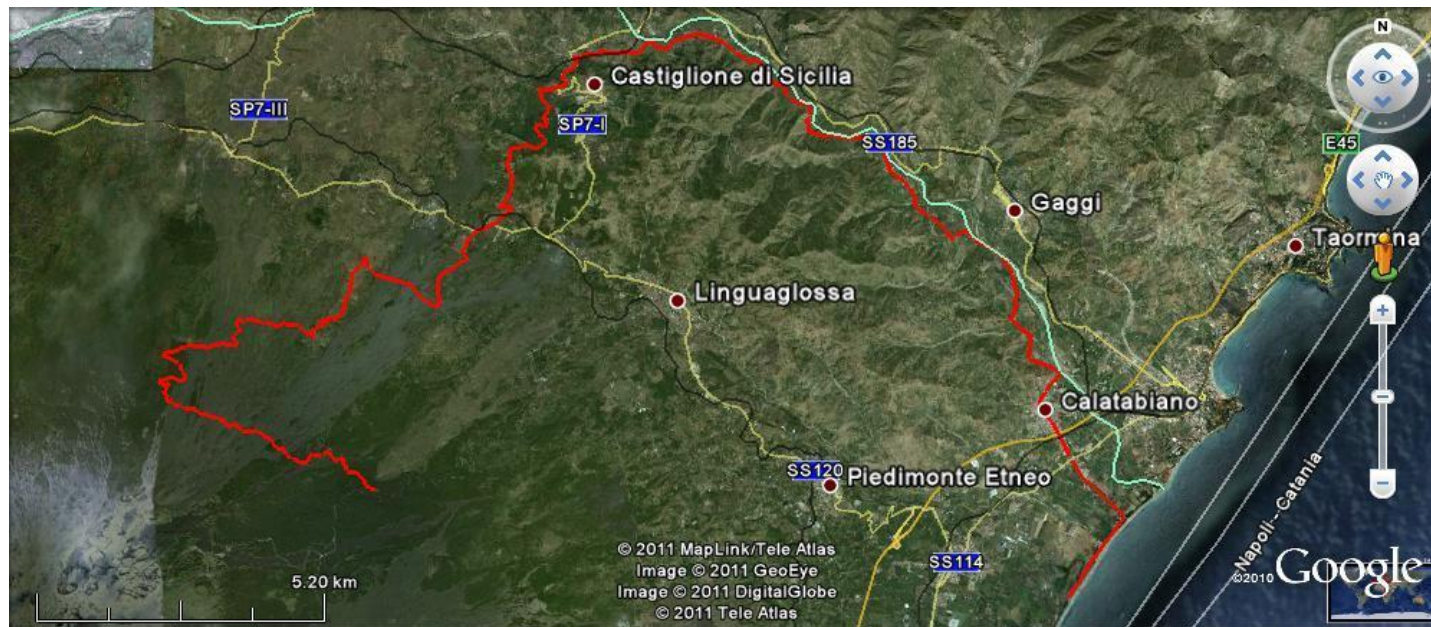 N
Castiglione di Sicilia
SP7-III
SP7-I
SS185
E45
Gaggi
Taormina
Linguaglossa
Calatabiano
SS120
Piedimonte Etneo
Napoli - Catania
© 2011 MapLink/Tele Atlas
Image © 2011 GeoEye
Image © 2011 DigitalGlobe
© 2011 Tele Atlas
SS114
5.20 km
©2010 Google